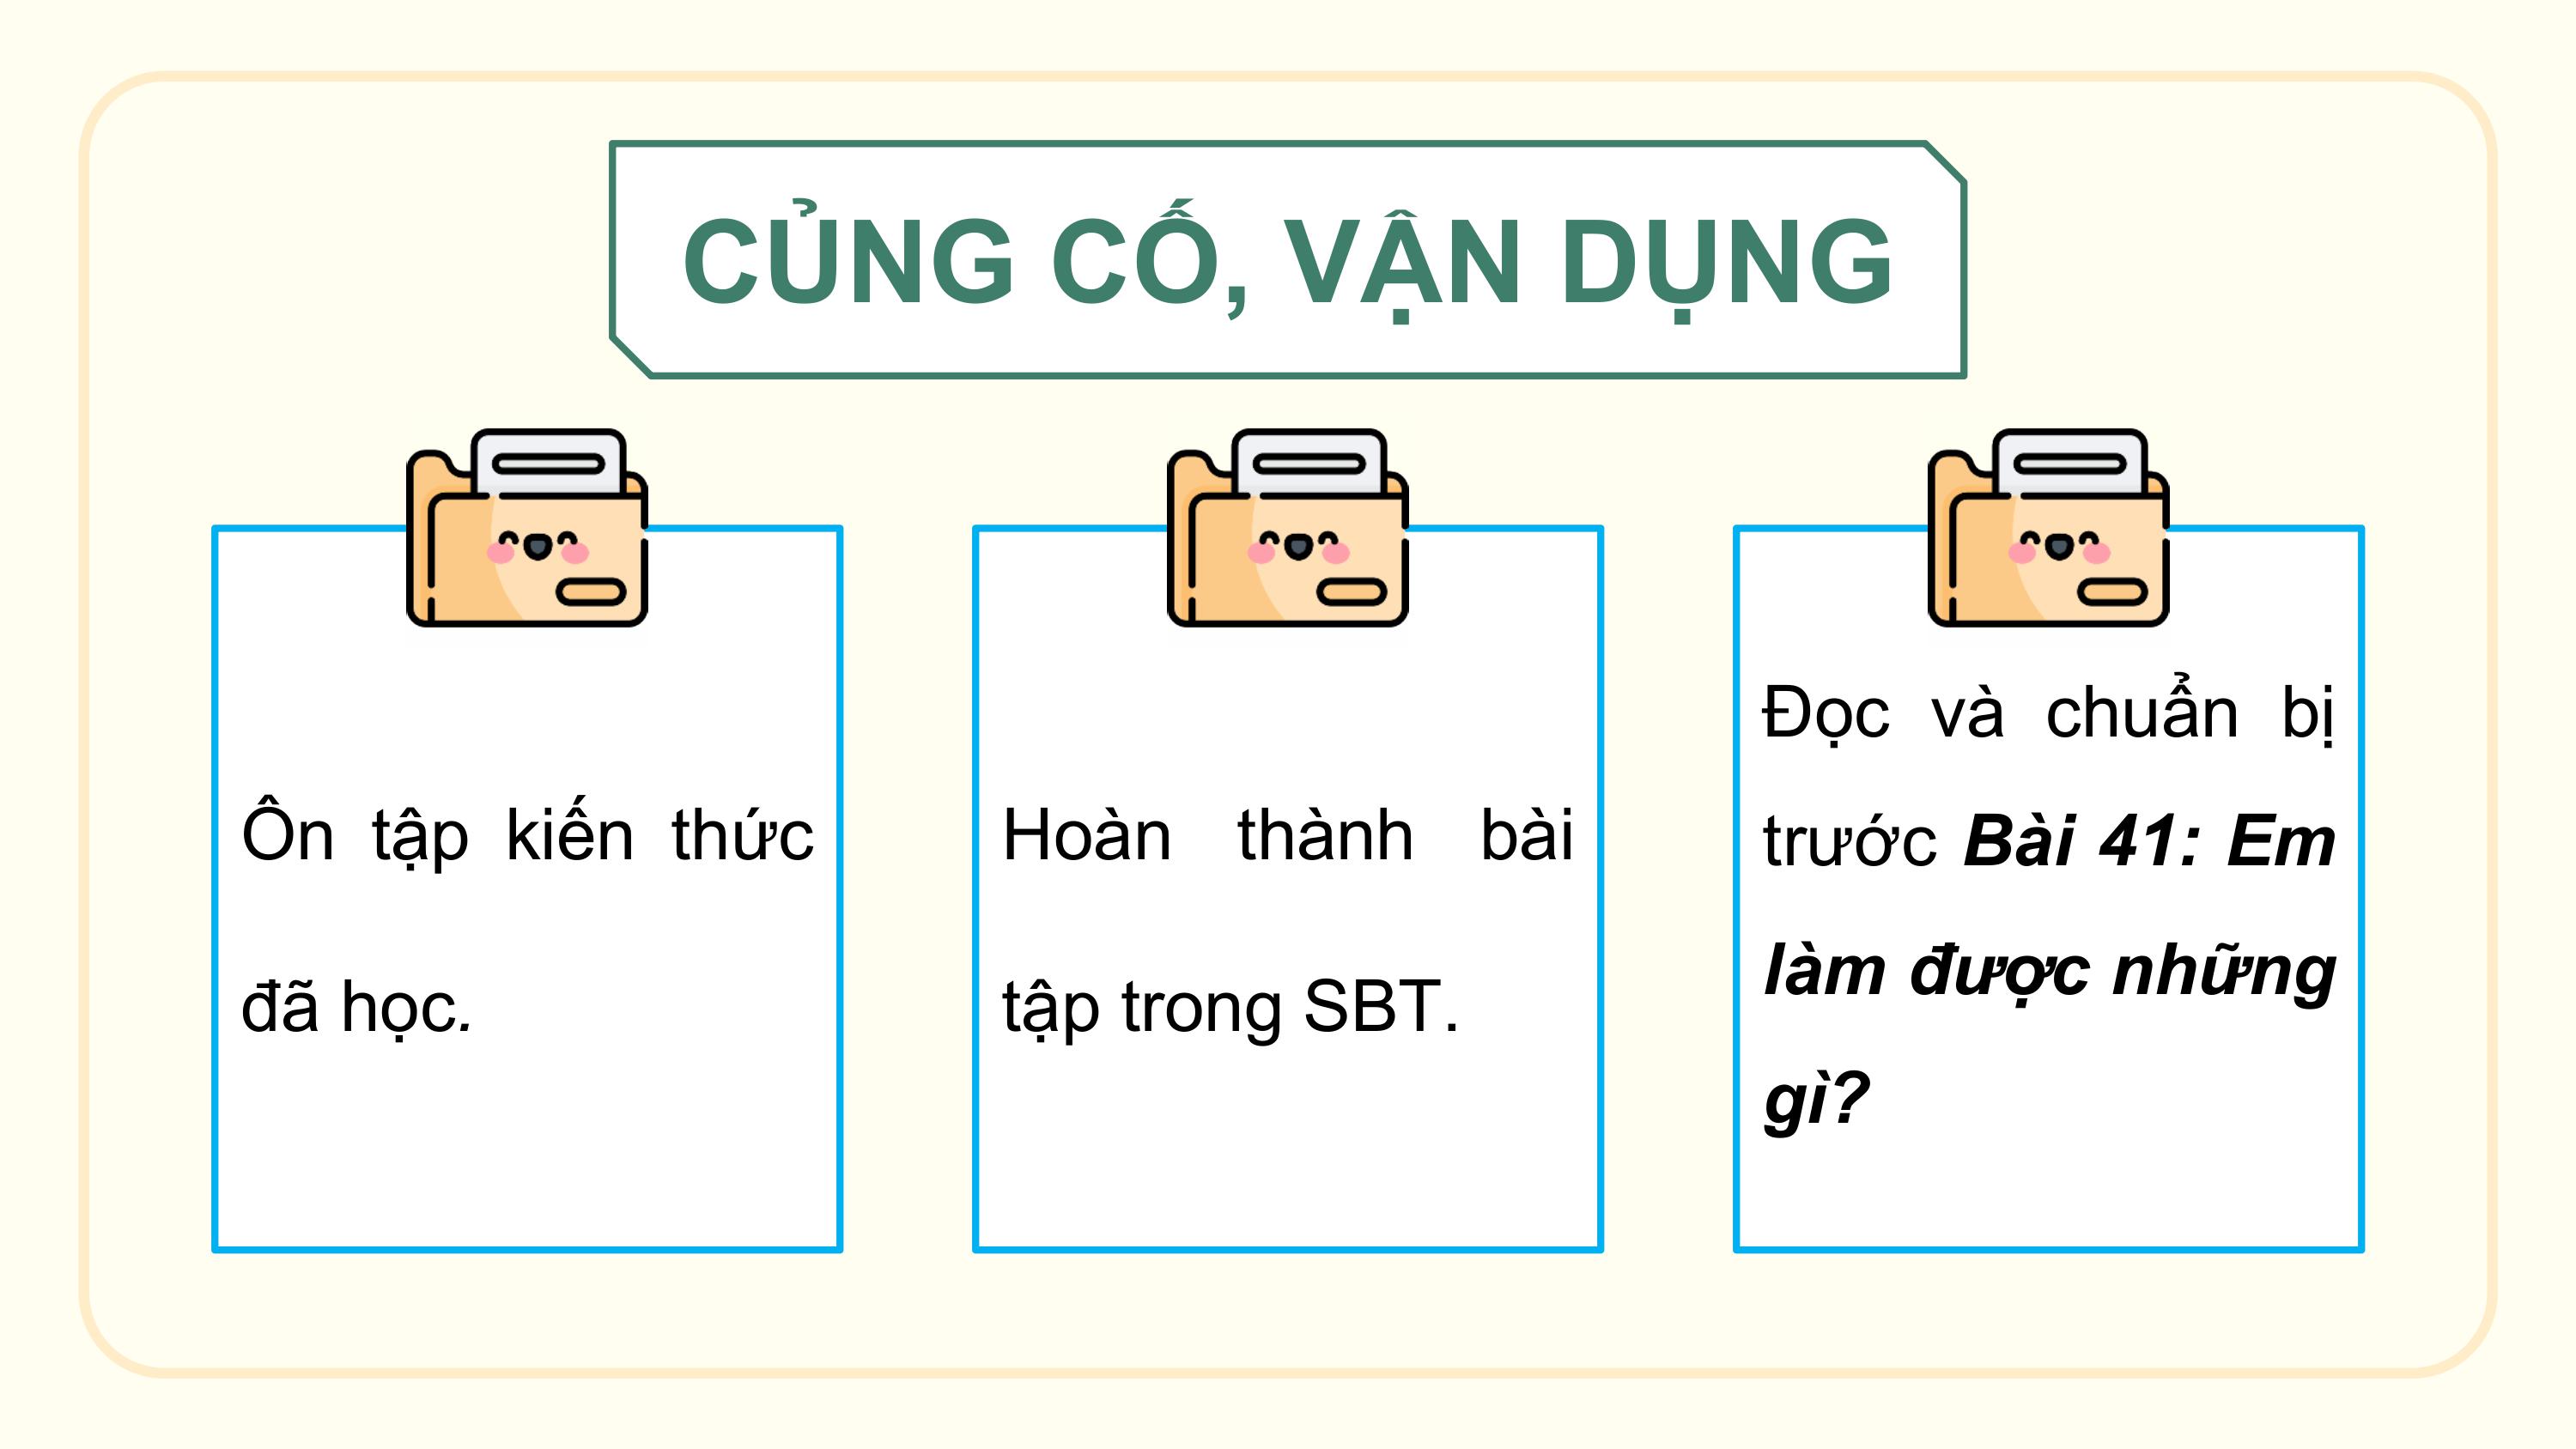 CỦNG CỐ, VẬN DỤNG
Ôn tập kiến thức
đã học.
Hoàn thành bài
tập trong SBT.
Đọc và chuẩn bị
trước Bài 41: Em
làm được những
gì?